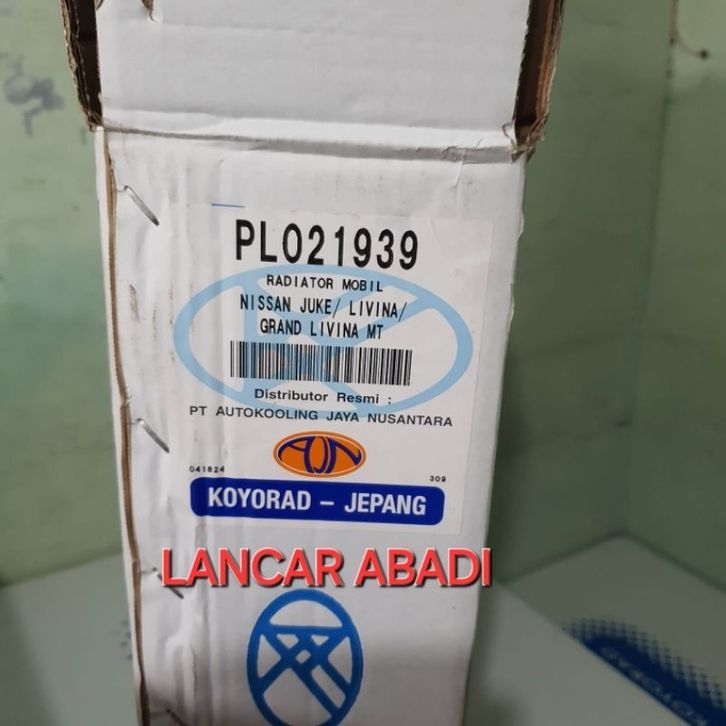 PL021939
RADIATOR MOBIL
NISSAN JUKE/ LIVINA/
GRAND LIVINA MT
Distributor Resmi :
PT AUTOKOOLING JAYA NUSANTARA
AJN
041824
309
KOYORAD – JEPANG
LANCAR ABADI